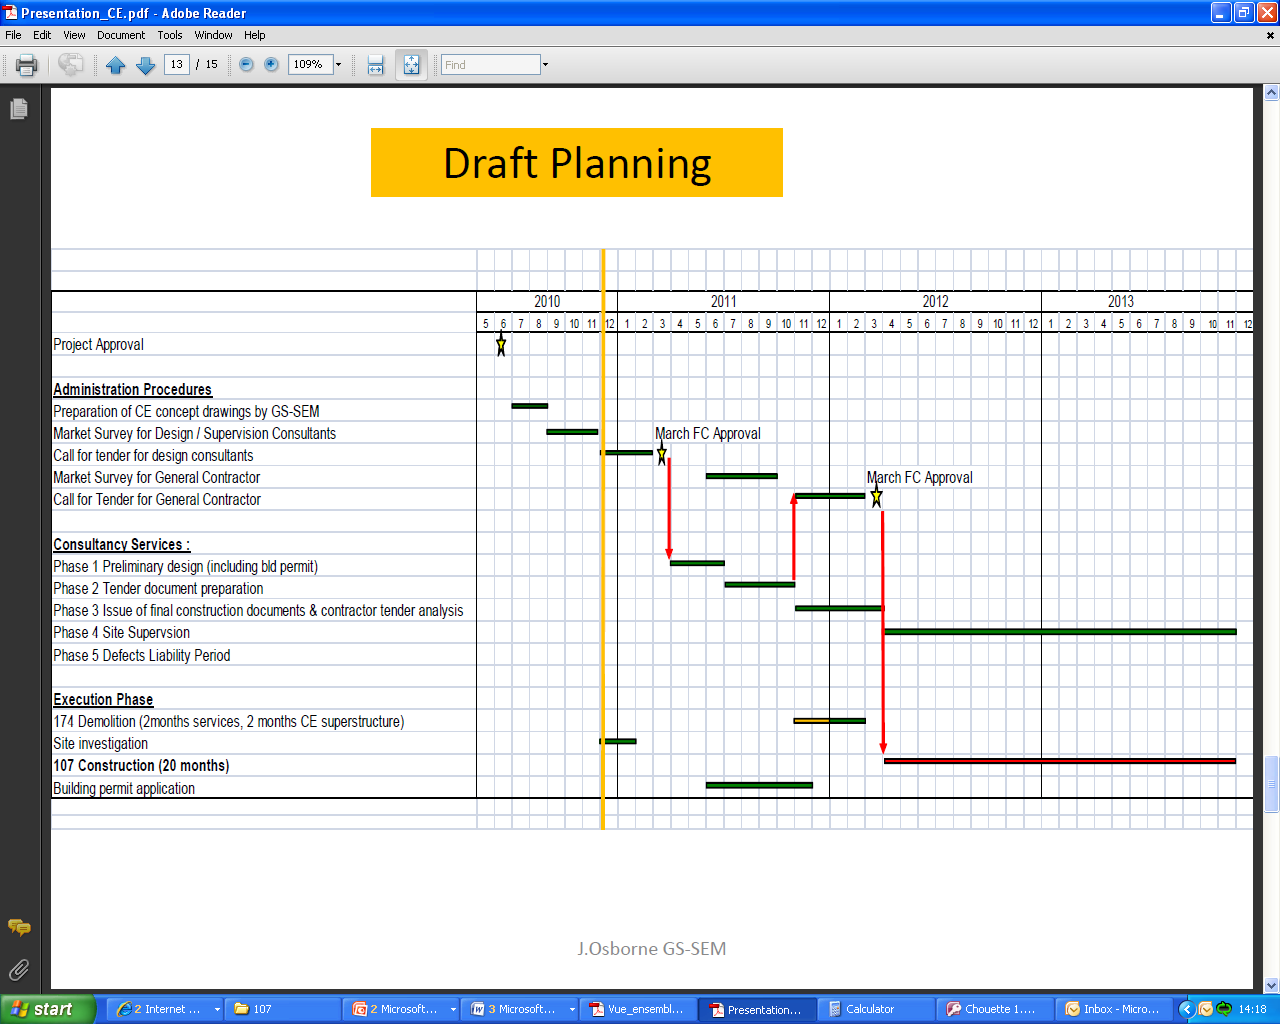 Presentation_CE.pdf - Adobe Reader
File Edit View Document Tools Window Help
13 / 15 109% Find
Draft Planning
2010 2011 2012 2013
5 6 7 8 9 10 11 12 1 2 3 4 5 6 7 8 9 10 11 12 1 2 3 4 5 6 7 8 9 10 11 12 1 2 3 4 5 6 7 8 9 10 11 12
Project Approval
Administration Procedures
Preparation of CE concept drawings by GS-SEM
Market Survey for Design / Supervision Consultants
March FC Approval
Call for tender for design consultants
Market Survey for General Contractor
March FC Approval
Call for Tender for General Contractor
Consultancy Services :
Phase 1 Preliminary design (including bld permit)
Phase 2 Tender document preparation
Phase 3 Issue of final construction documents & contractor tender analysis
Phase 4 Site Supervsion
Phase 5 Defects Liability Period
Execution Phase
174 Demolition (2months services, 2 months CE superstructure)
Site investigation
107 Construction (20 months)
Building permit application
J.Osborne GS-SEM
start 2 Internet ... 107 2 Microsoft... 3 Microsoft... Vue_ensembl... Presentation... Calculator Chouette 1.... Inbox - Micro... 14:18